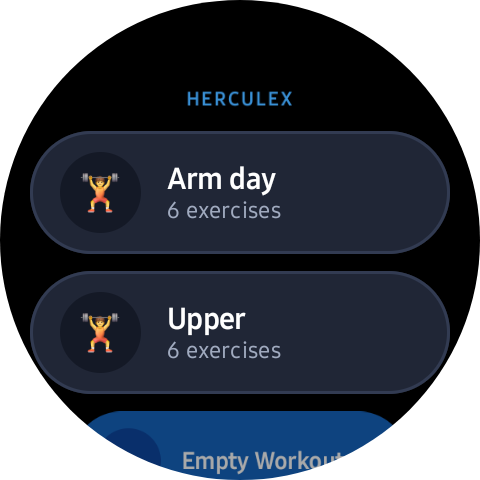 HERCULEX
Arm day
6 exercises
Upper
6 exercises
Empty Workout